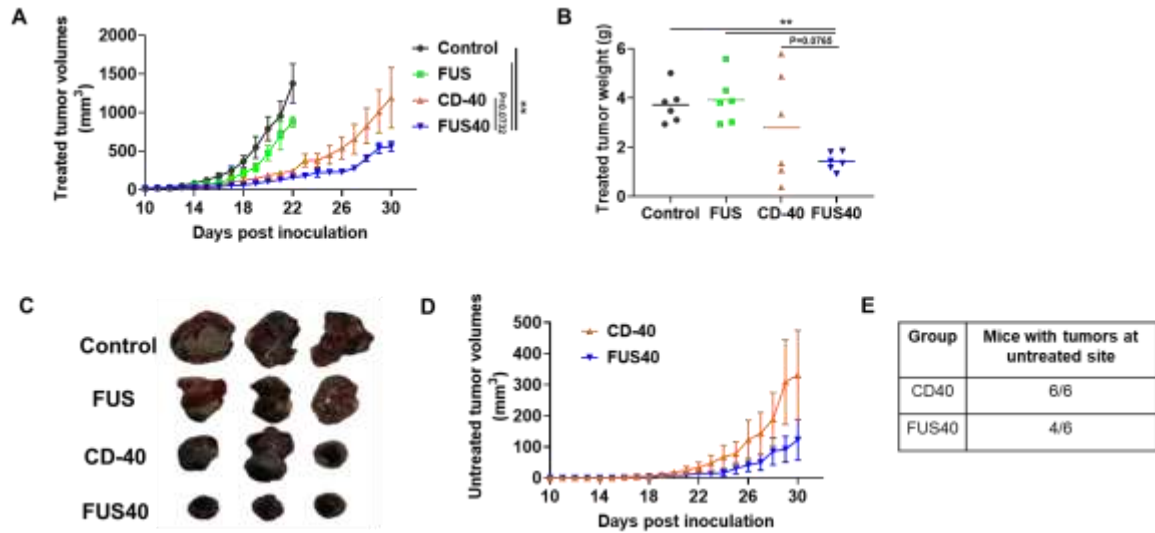 A
Treated tumor volumes
(mm³)
2000
1500
1000
500
0
10 14 18 22 26 30
Days post inoculation
Control
FUS
CD-40
FUS40
P=0.0732
**
B
Treated tumor weight (g)
6
4
2
0
**
P=0.0765
Control FUS CD-40 FUS40
C
Control
FUS
CD-40
FUS40
D
Untreated tumor volumes
(mm³)
500
400
300
200
100
0
10 14 18 22 26 30
Days post inoculation
CD-40
FUS40
E
Group Mice with tumors at
untreated site
CD40 6/6
FUS40 4/6